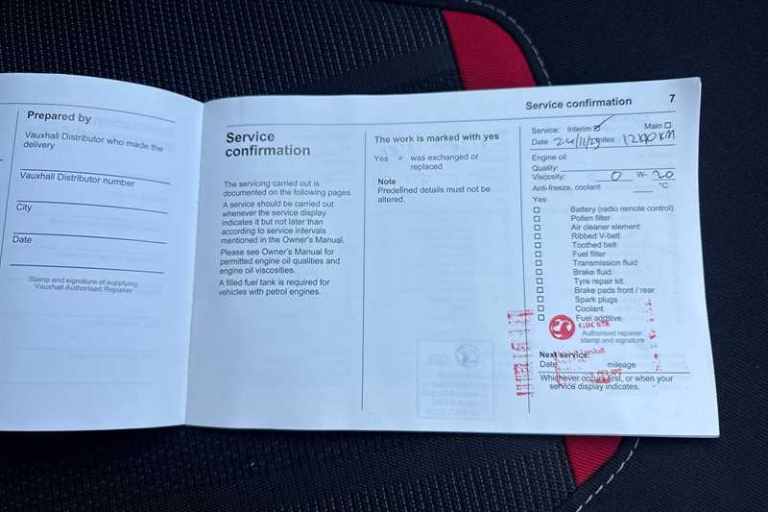 Prepared by
Vauxhall Distributor who made the
delivery
Vauxhall Distributor number
City
Date
Stamp and signature of supplying
Vauxhall Authorised Repairer
Service
confirmation
The servicing carried out is
documented on the following pages.
A service should be carried out
whenever the service display
indicates it but not later than
according to service intervals
mentioned in the Owner's Manual.
Please see Owner's Manual for
permitted engine oil qualities and
engine oil viscosities.
A filled fuel tank is required for
vehicles with petrol engines.
The work is marked with yes
Yes = was exchanged or
replaced
Note
Predefined details must not be
altered.
Service confirmation 7
Service: Interim Main
Date
Engine oil
Quality:
Viscosity: 0 W- 20
Anti-freeze, coolant °C
Yes
Battery (radio remote control)
Pollen filter
Air cleaner element
Ribbed V-belt
Toothed belt
Fuel filter
Transmission fluid
Brake fluid
Tyre repair kit
Brake pads front / rear
Spark plugs
Coolant
Fuel additive
Authorised repairer
stamp and signature
Next service:
Date mileage
Whichever occurs first, or when your
service display indicates.